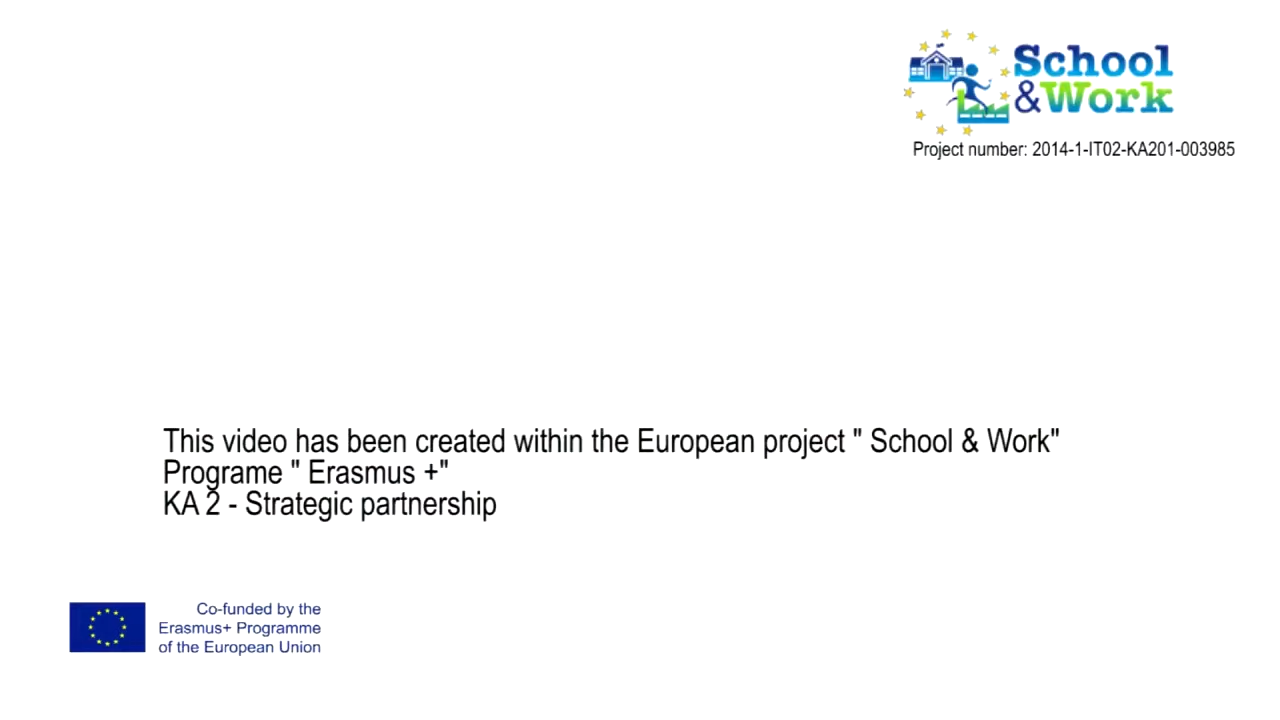 School
&Work
Project number: 2014-1-IT02-KA201-003985
This video has been created within the European project " School & Work"
Programe " Erasmus +"
KA 2 - Strategic partnership
Co-funded by the
Erasmus+ Programme
of the European Union